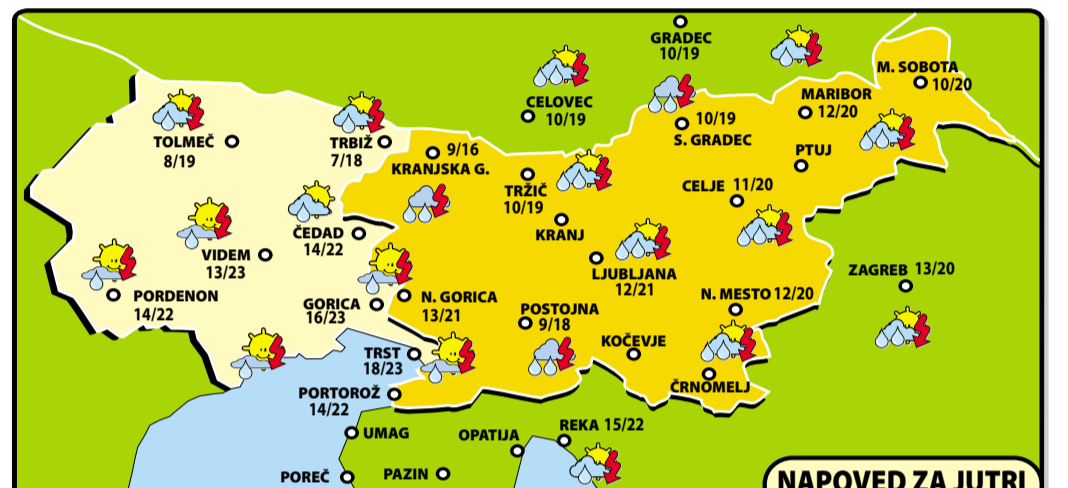 GRADEC
10/19
M. SOBOTA
10/20
CELOVEC
10/19
MARIBOR
12/20
10/19
S. GRADEC
TOLMEČ
8/19
TRBIŽ
7/18
9/16
KRANJSKA G.
PTUJ
TRŽIČ
10/19
CELJE 11/20
KRANJ
ČEDAD
14/22
VIDEM
13/23
LJUBLJANA
12/21
ZAGREB 13/20
PORDENON
14/22
GORICA
16/23
N. GORICA
13/21
N. MESTO 12/20
POSTOJNA
9/18
KOČEVJE
TRST
18/23
ČRNOMELJ
PORTOROŽ
14/22
UMAG
OPATIJA
REKA 15/22
POREČ
PAZIN
NAPOVED ZA JUTRI